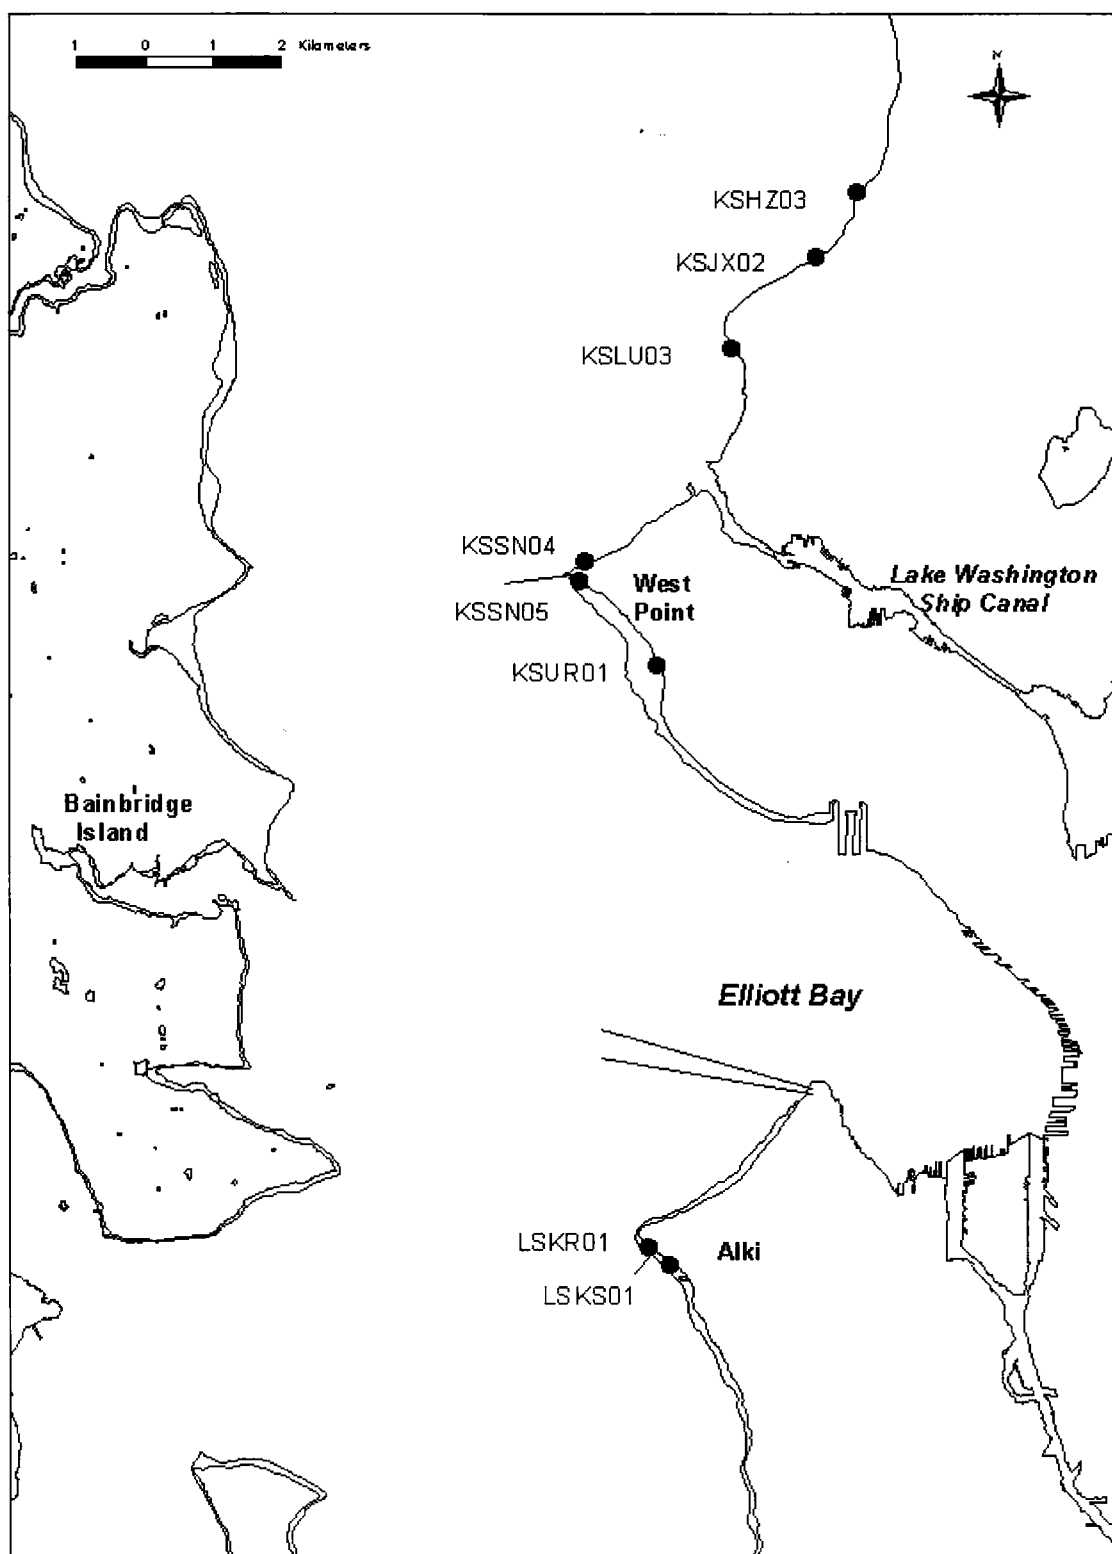 1 0 1 2 Kilometers
N
KSHZ03
KSJX02
KSLU03
KSSN04
West
Point
KSSN05
Lake Washington
Ship Canal
KSUR01
Bainbridge
Island
Elliott Bay
LSKR01
Alki
LSKS01